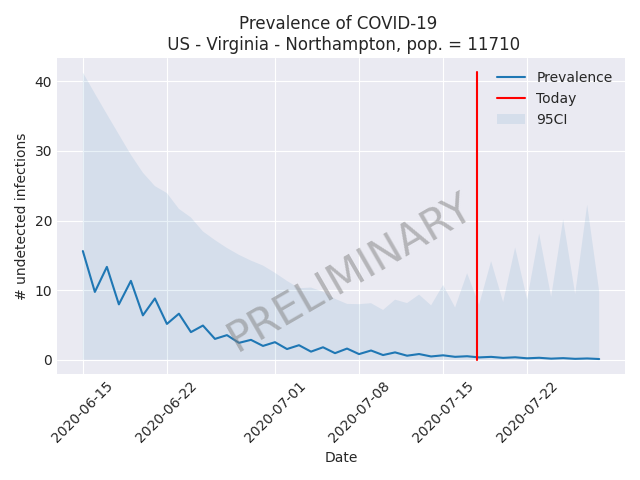 Prevalence of COVID-19
US - Virginia - Northampton, pop. = 11710
# undetected infections
40
30
20
10
0
Prevalence
Today
95CI
PRELIMINARY
2020-06-15
2020-06-22
2020-07-01
2020-07-08
2020-07-15
2020-07-22
Date